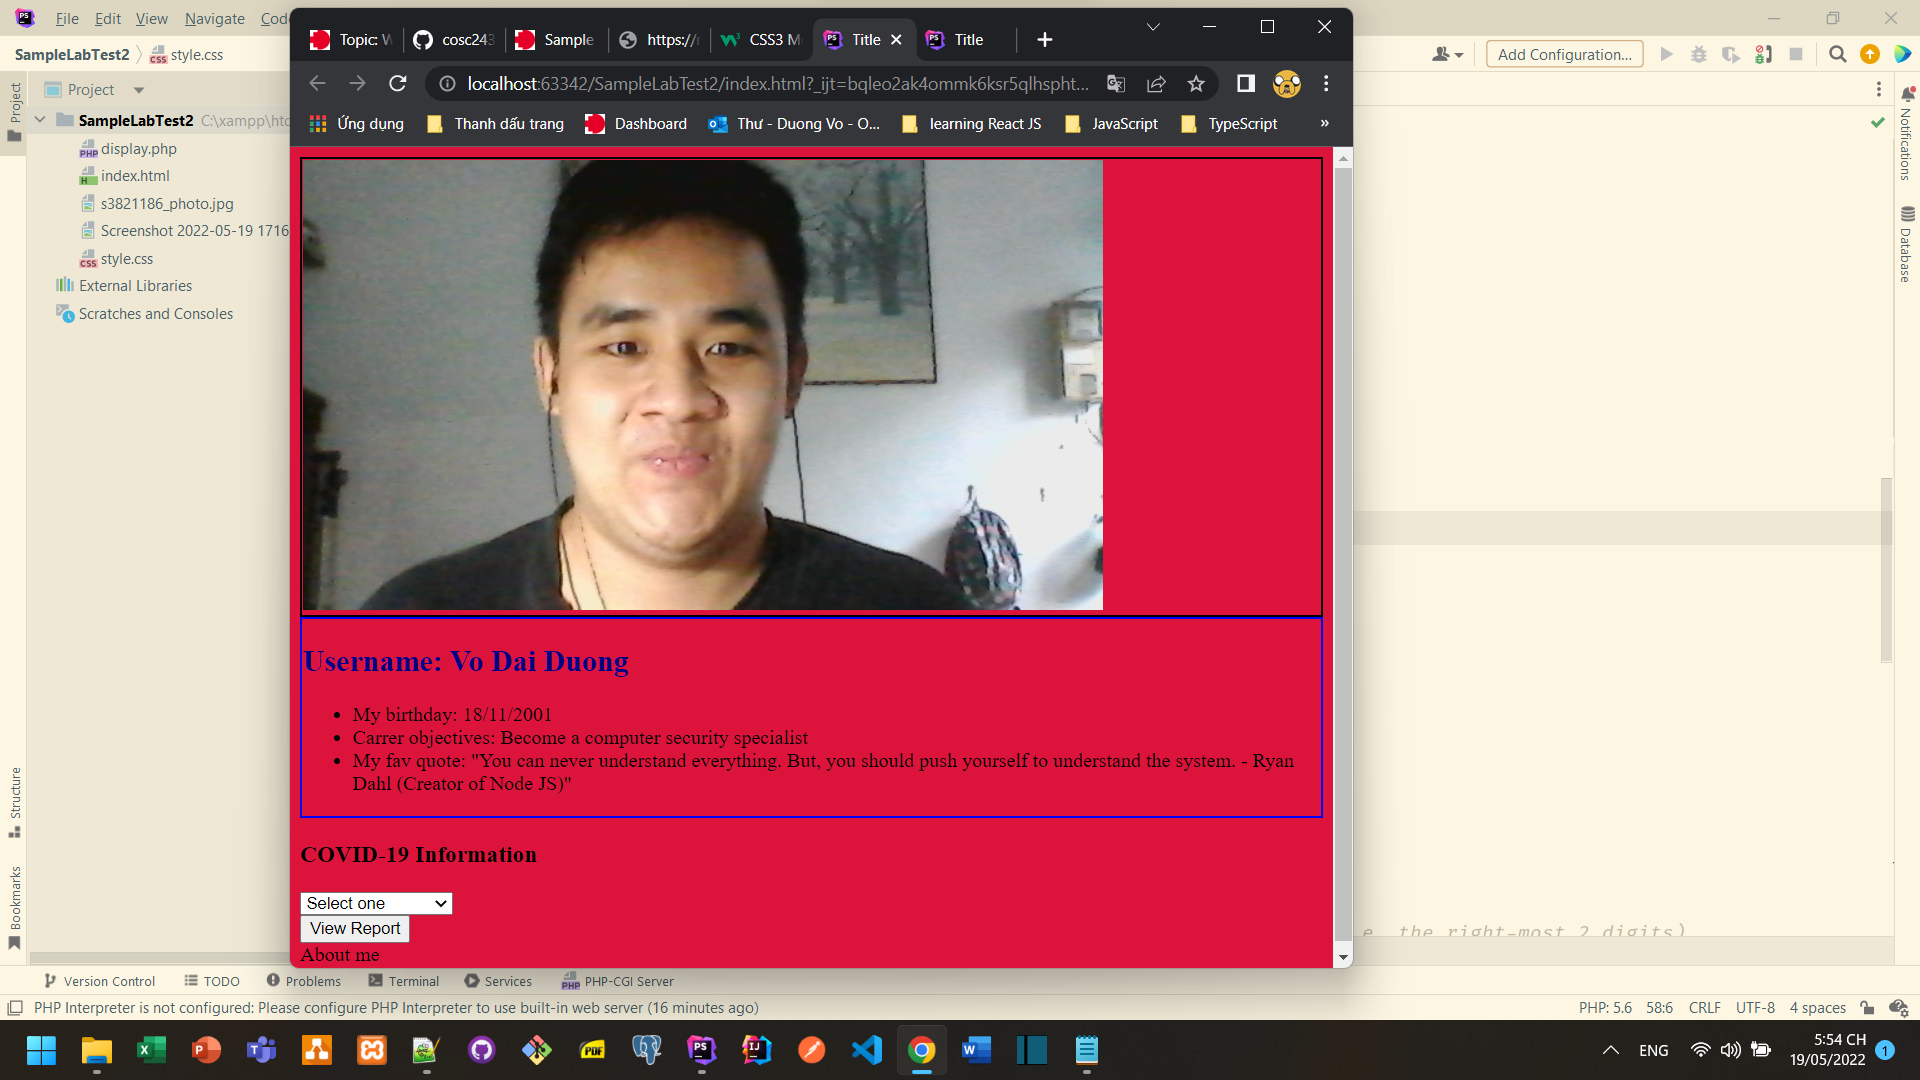 File Edit View Navigate Cod
SampleLabTest2 style.css
Add Configuration...
Project
SampleLabTest2 C:\xampp\htd
display.php
index.html
s3821186_photo.jpg
Screenshot 2022-05-19 1716
style.css
External Libraries
Scratches and Consoles
Project
Structure
Bookmarks
Topic: W
cosc243
Sample
https://r
CSS3 M
Title
Title
localhost:63342/SampleLabTest2/index.html?_ijt=bqleo2ak4ommk6ksr5qlhspht...
Ứng dụng
Thanh dấu trang
Dashboard
Thư - Duong Vo - O...
learning React JS
JavaScript
TypeScript
»
Username: Vo Dai Duong
My birthday: 18/11/2001
Carrer objectives: Become a computer security specialist
My fav quote: "You can never understand everything. But, you should push yourself to understand the system. - Ryan
Dahl (Creator of Node JS)"
COVID-19 Information
Select one
View Report
About me
Notifications
Database
the right-most 2 digits)
Version Control TODO Problems Terminal Services PHP-CGI Server
PHP Interpreter is not configured: Please configure PHP Interpreter to use built-in web server (16 minutes ago)
PHP: 5.6 58:6 CRLF UTF-8 4 spaces
ENG
5:54 CH
19/05/2022
1